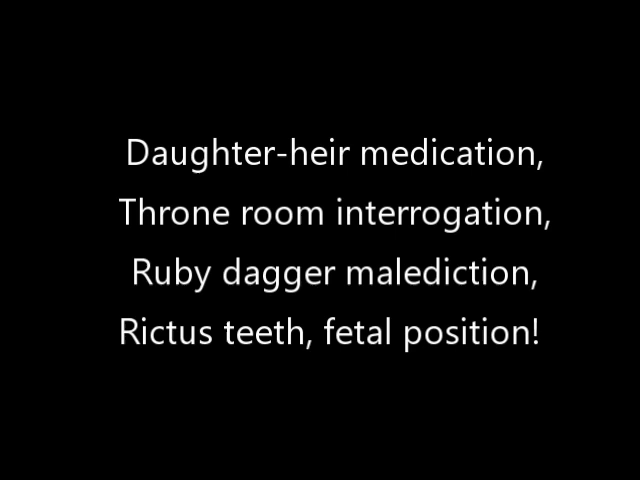 Daughter-heir medication,
Throne room interrogation,
Ruby dagger malediction,
Rictus teeth, fetal position!